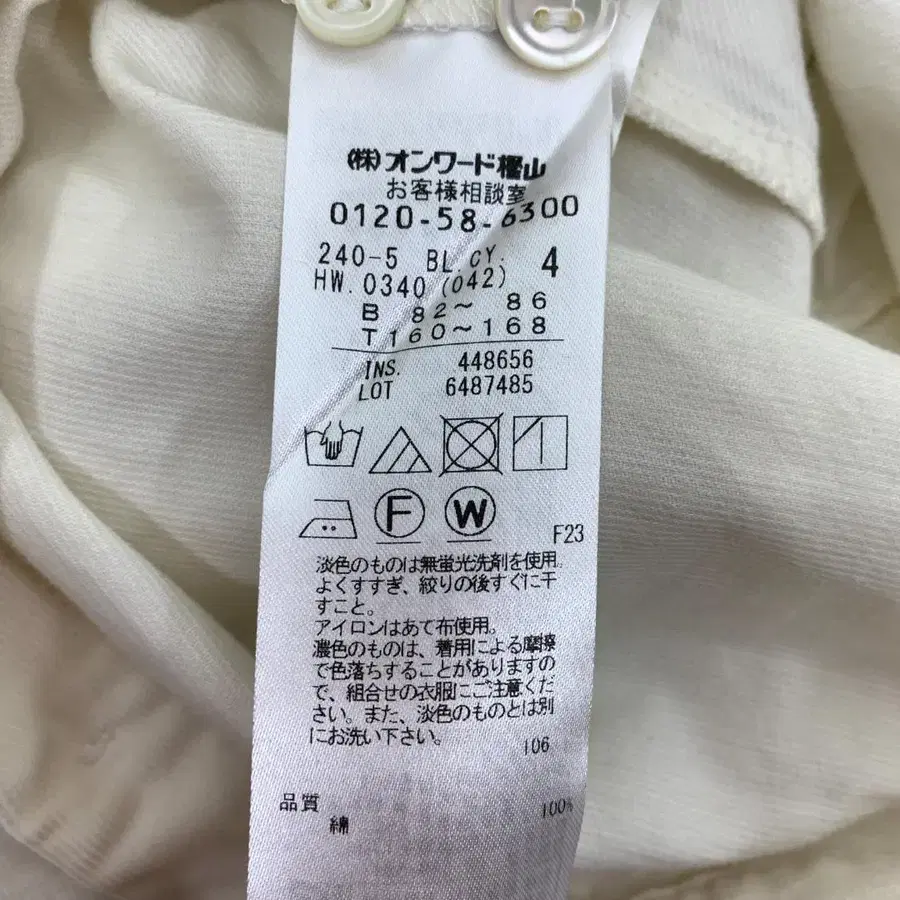 ㈱オンワード樫山
お客様相談室
0120-58-6300
240-5 BL.CY. 4
HW.0340(042)
B 82～ 86
T160～168
INS. 448656
LOT 6487485
F
W
F23
淡色のものは無蛍光洗剤を使用。
よくすすぎ、絞りの後すぐに干
すこと。
アイロンはあて布使用。
濃色のものは、着用による摩擦
で色落ちすることがありますの
で、組合せの衣服にご注意くだ
さい。また、淡色のものとは別
にお洗い下さい。
106
品質
綿 100%